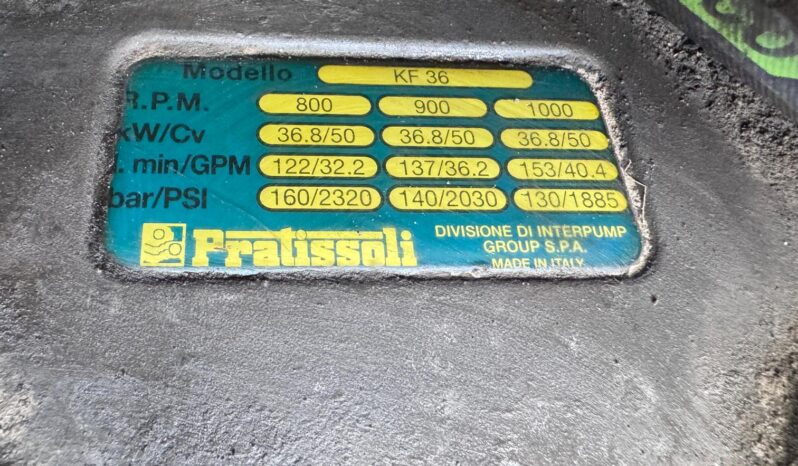 Modello KF 36
R.P.M. 800 900 1000
kW/Cv 36.8/50 36.8/50 36.8/50
. min/GPM 122/32.2 137/36.2 153/40.4
bar/PSI 160/2320 140/2030 130/1885
Pratissoli
DIVISIONE DI INTERPUMP
GROUP S.P.A.
MADE IN ITALY